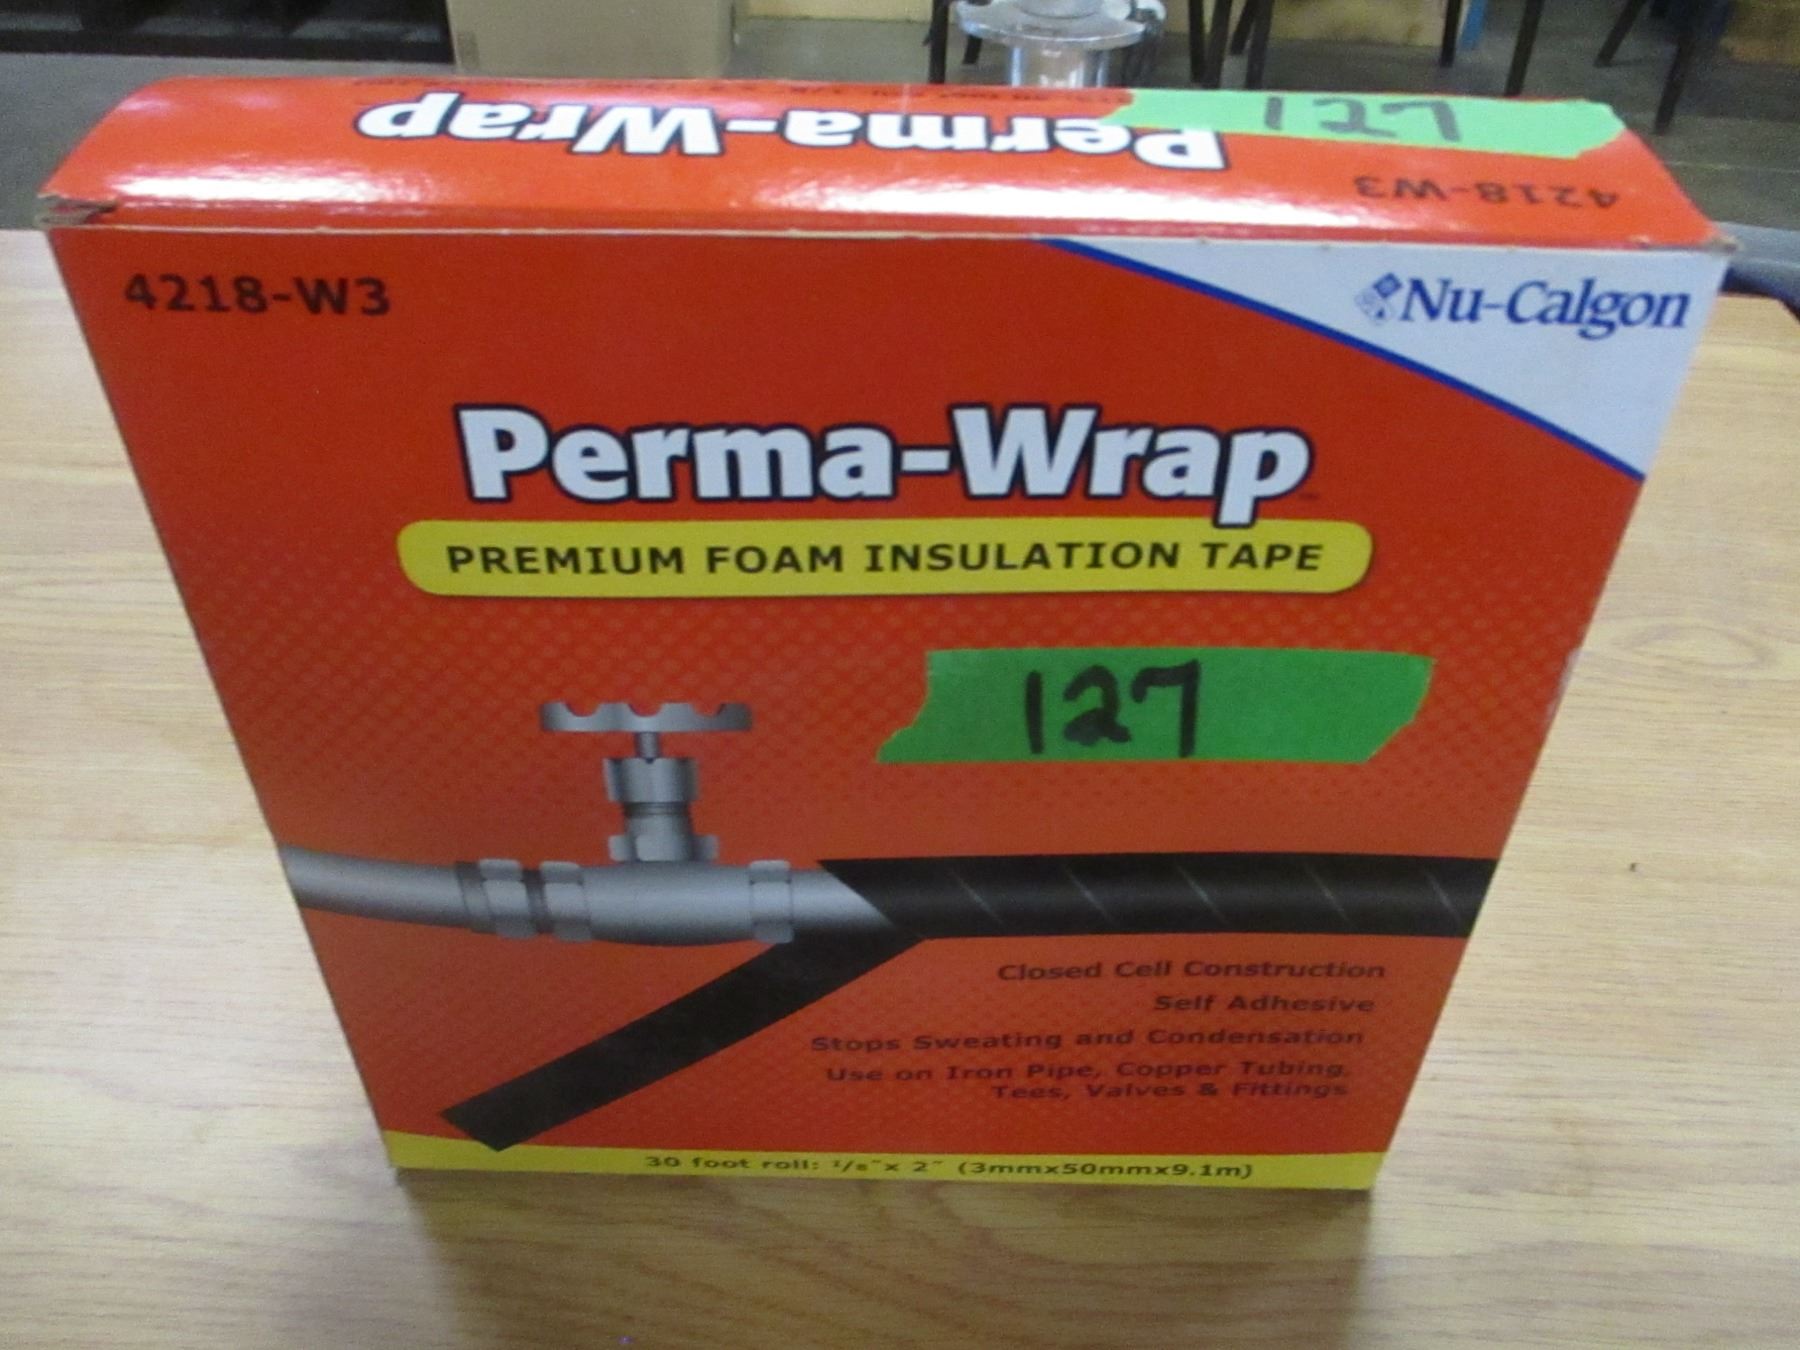 Perma-Wrap
127
4218-W3
4218-W3
Nu-Calgon
Perma-Wrap
PREMIUM FOAM INSULATION TAPE
127
Closed Cell Construction
Self Adhesive
Stops Sweating and Condensation
Use on Iron Pipe, Copper Tubing,
Tees, Valves & Fittings
30 foot roll: 1/8" x 2" (3mmx50mmx9.1m)